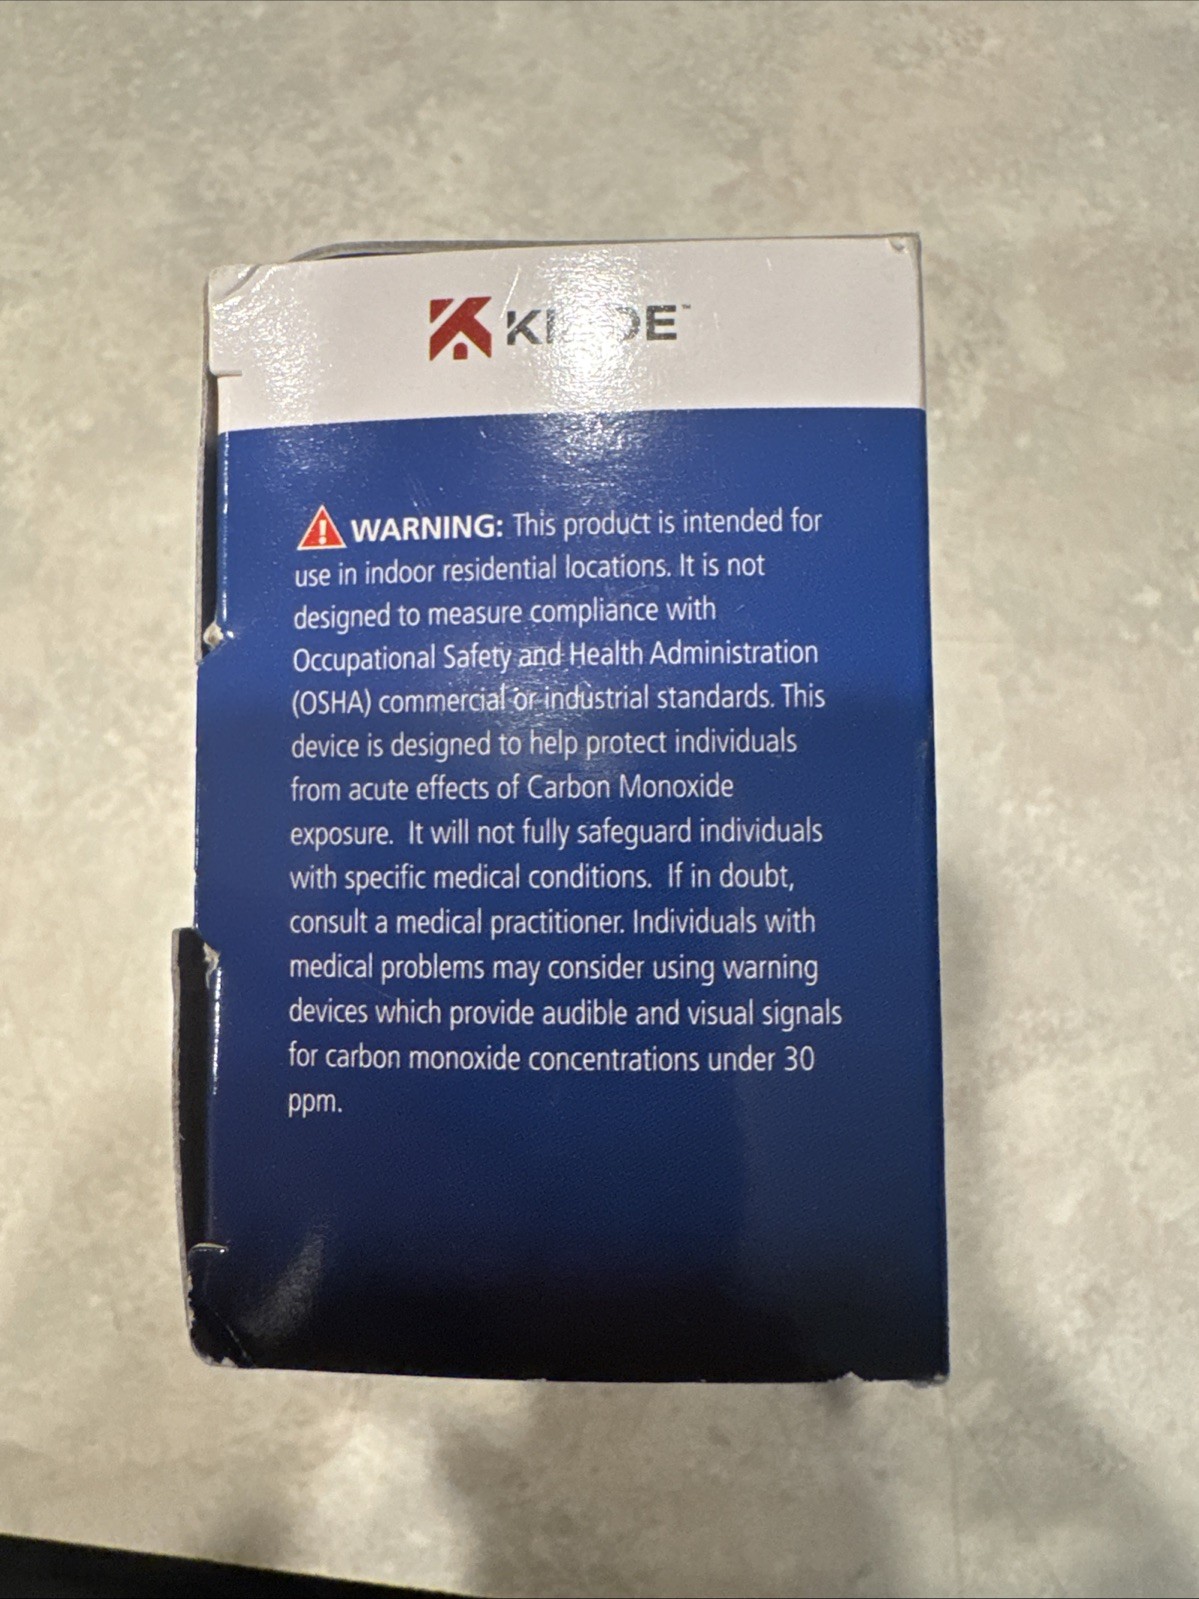 KIDDE™
WARNING: This product is intended for
use in indoor residential locations. It is not
designed to measure compliance with
Occupational Safety and Health Administration
(OSHA) commercial or industrial standards. This
device is designed to help protect individuals
from acute effects of Carbon Monoxide
exposure. It will not fully safeguard individuals
with specific medical conditions. If in doubt,
consult a medical practitioner. Individuals with
medical problems may consider using warning
devices which provide audible and visual signals
for carbon monoxide concentrations under 30
ppm.